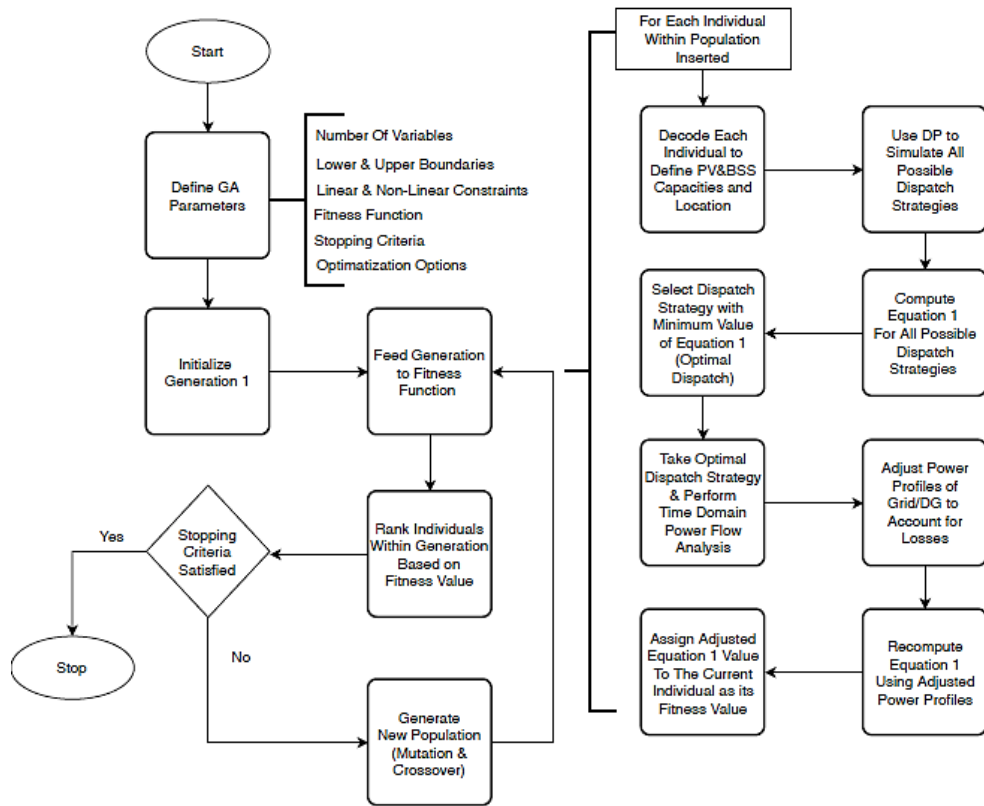 Start
Define GA
Parameters
Number Of Variables
Lower & Upper Boundaries
Linear & Non-Linear Constraints
Fitness Function
Stopping Criteria
Optimatization Options
Initialize
Generation 1
Feed Generation
to Fitness
Function
Rank Individuals
Within Generation
Based on
Fitness Value
Stopping
Criteria
Satisfied
Yes
Stop
No
Generate
New Population
(Mutation &
Crossover)
For Each Individual
Within Population
Inserted
Decode Each
Individual to
Define PV&BSS
Capacities and
Location
Use DP to
Simulate All
Possible
Dispatch
Strategies
Compute
Equation 1
For All Possible
Dispatch
Strategies
Select Dispatch
Strategy with
Minimum Value
of Equation 1
(Optimal
Dispatch)
Take Optimal
Dispatch Strategy
& Perform
Time Domain
Power Flow
Analysis
Adjust Power
Profiles of
Grid/DG to
Account for
Losses
Recompute
Equation 1
Using Adjusted
Power Profiles
Assign Adjusted
Equation 1 Value
To The Current
Individual as its
Fitness Value